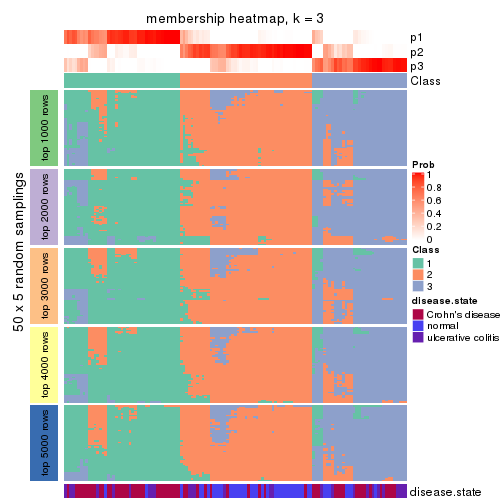 membership heatmap, k = 3
p1
p2
p3
Class
50 x 5 random samplings
top 1000 rows
top 2000 rows
top 3000 rows
top 4000 rows
top 5000 rows
Prob
1
0.8
0.6
0.4
0.2
0
Class
1
2
3
disease.state
Crohn's disease
normal
ulcerative colitis
disease.state